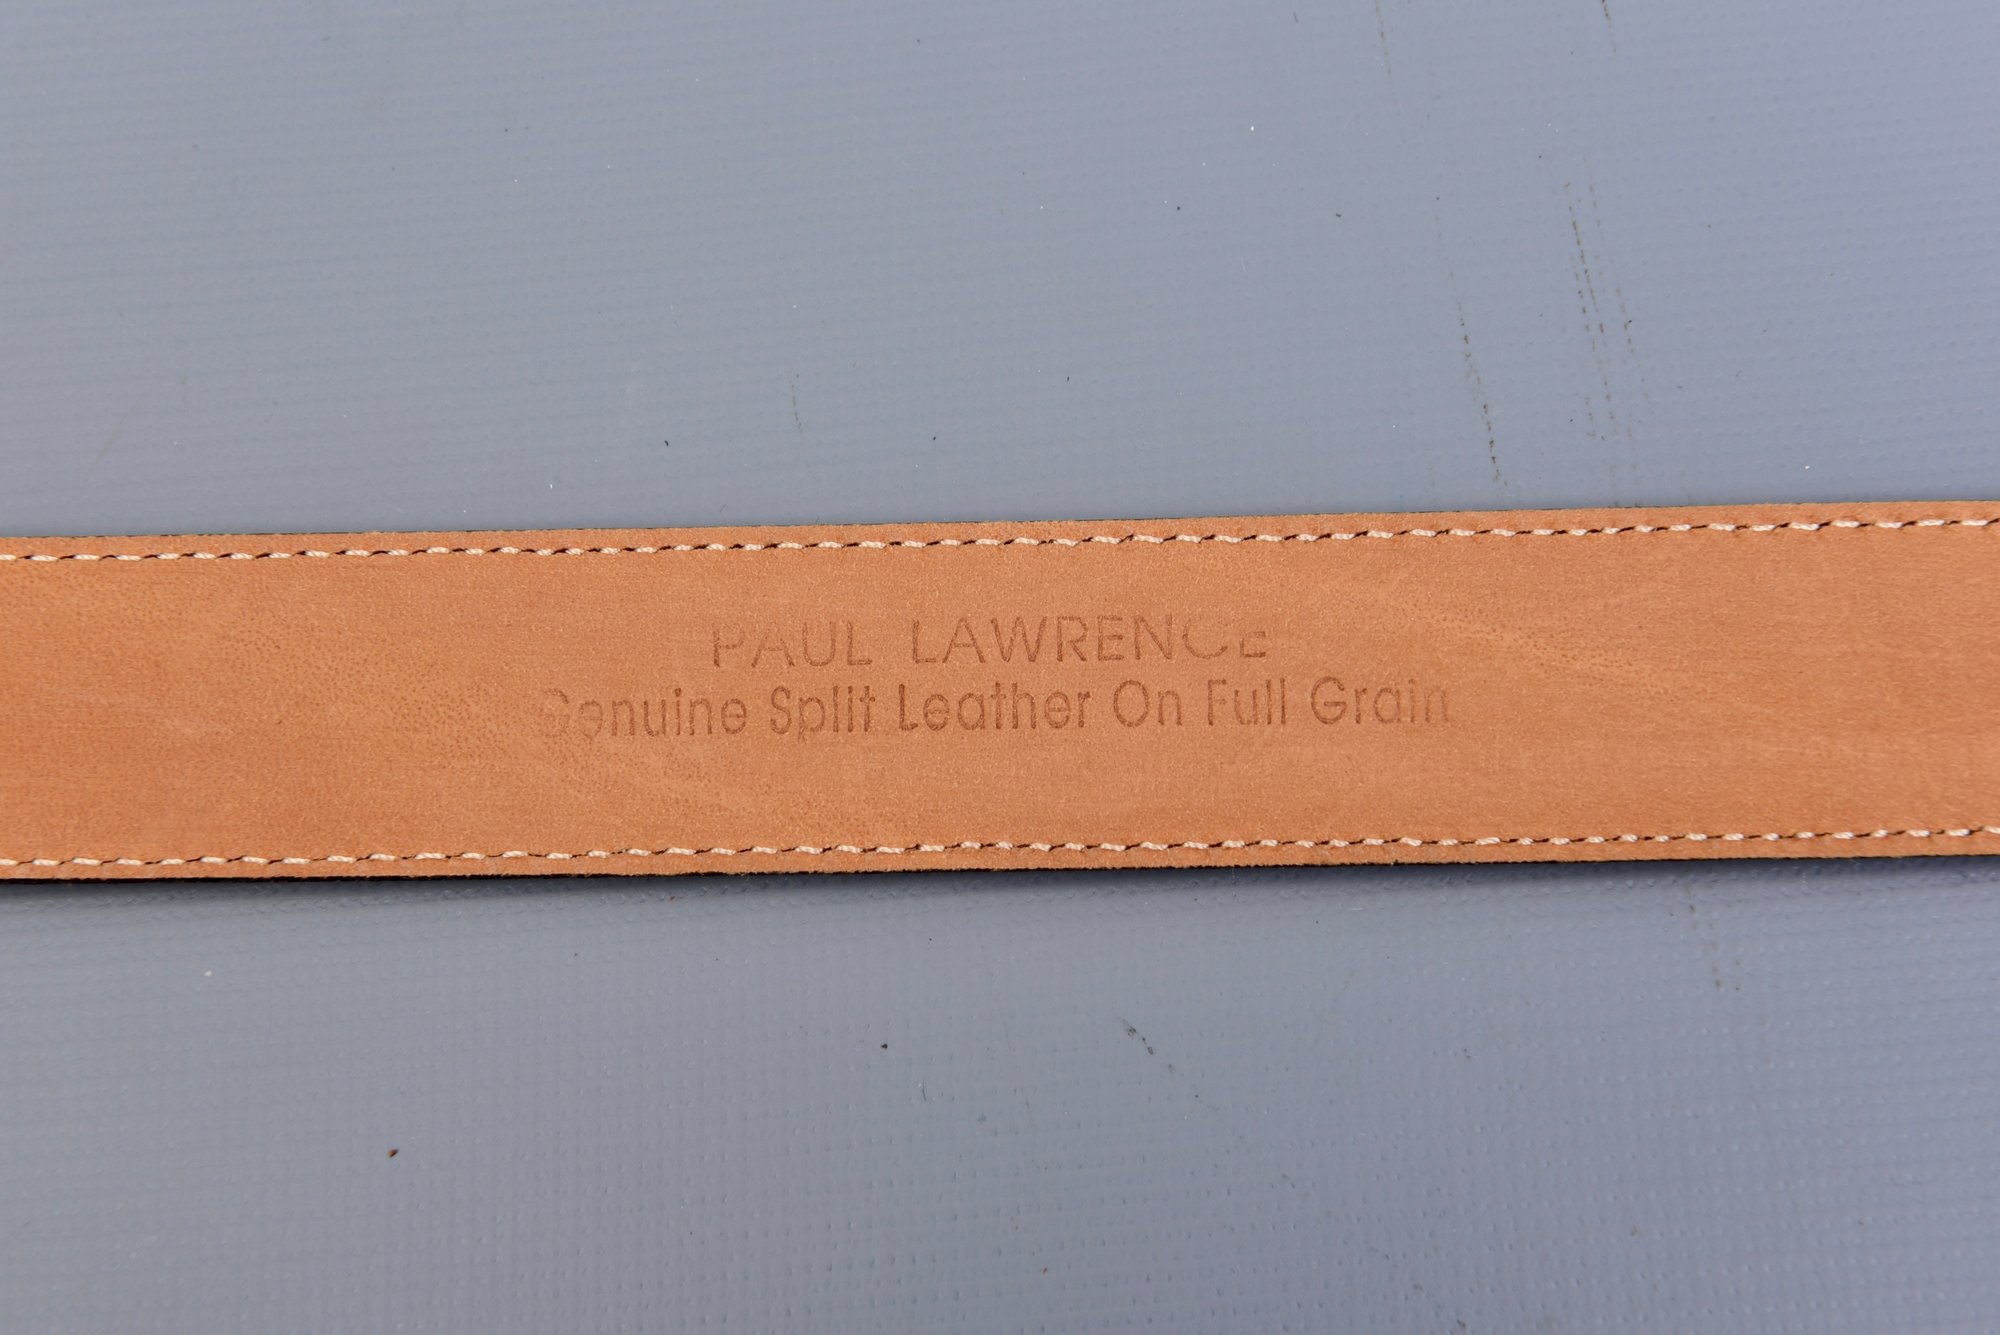 PAUL LAWRENCE
Genuine Split Leather On Full Grain